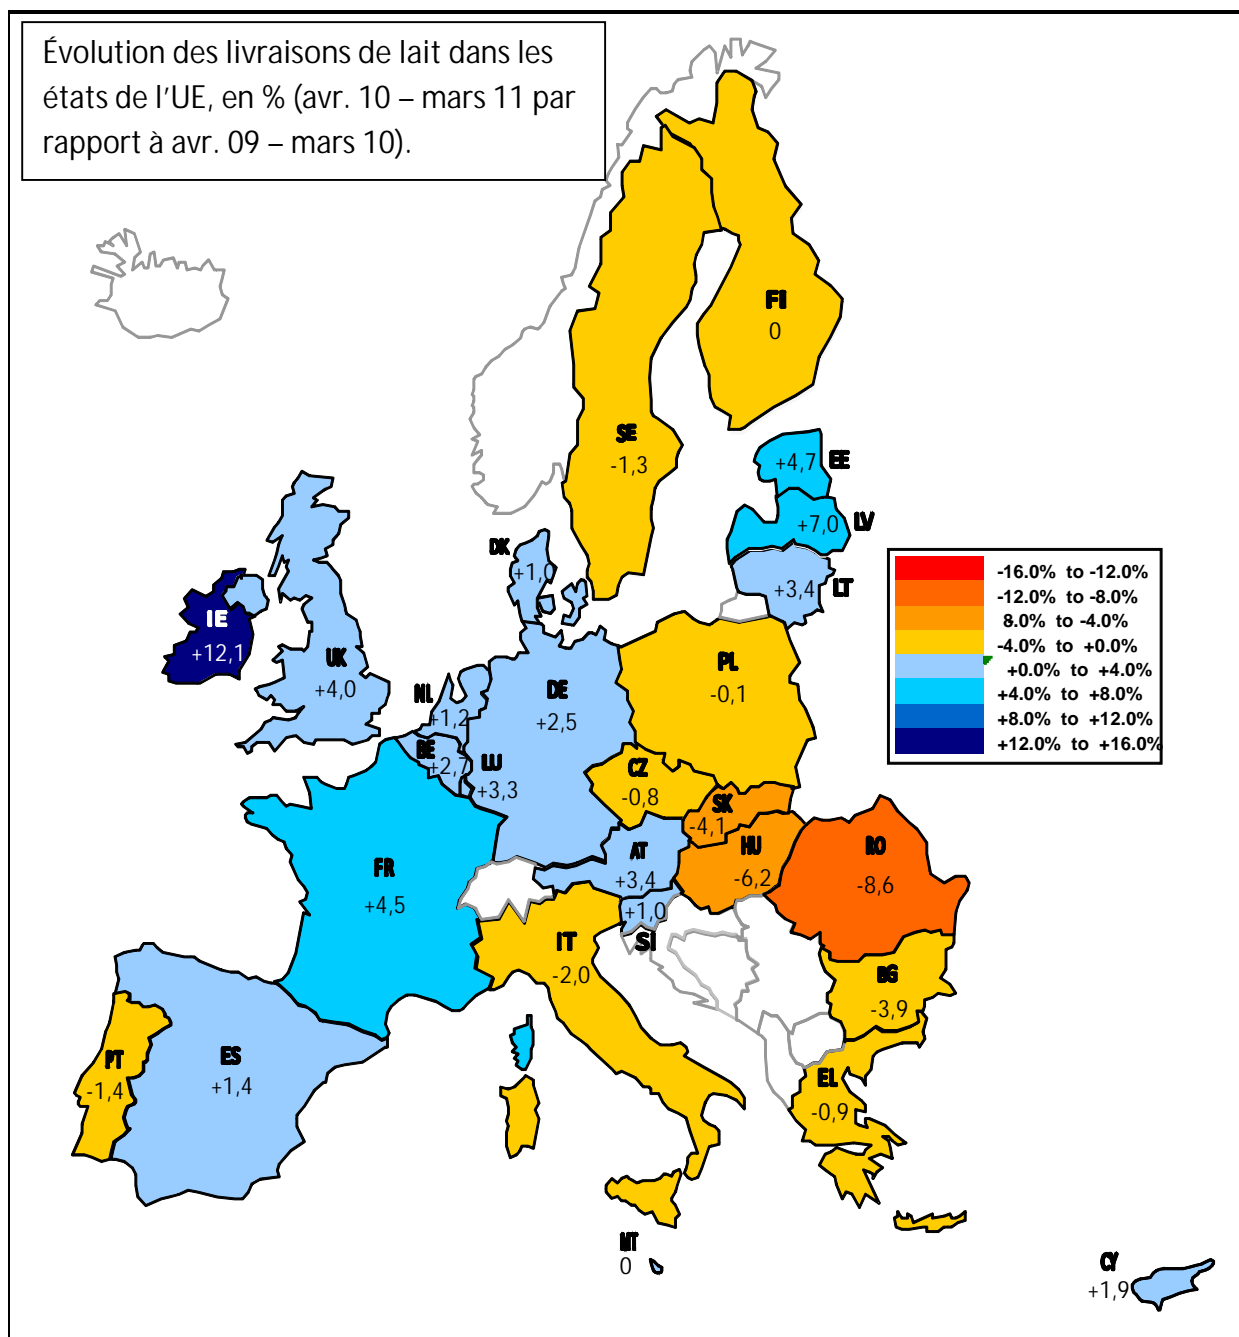 Évolution des livraisons de lait dans les
états de l'UE, en % (avr. 10 – mars 11 par
rapport à avr. 09 – mars 10).
FI
0
SE
-1,3
+4,7 EE
+7,0 LV
DK
+1,0
+3,4 LT
-16.0% to -12.0%
-12.0% to -8.0%
8.0% to -4.0%
-4.0% to +0.0%
+0.0% to +4.0%
+4.0% to +8.0%
+8.0% to +12.0%
+12.0% to +16.0%
IE
+12,1
UK
+4,0
NL
+1,2
DE
+2,5
PL
-0,1
BE
+2,7
LU
+3,3
CZ
-0,8
SK
-4,1
FR
+4,5
AT
+3,4
HU
-6,2
RO
-8,6
+1,0
SI
IT
-2,0
BG
-3,9
PT
-1,4
ES
+1,4
EL
-0,9
MT
0
CY
+1,9